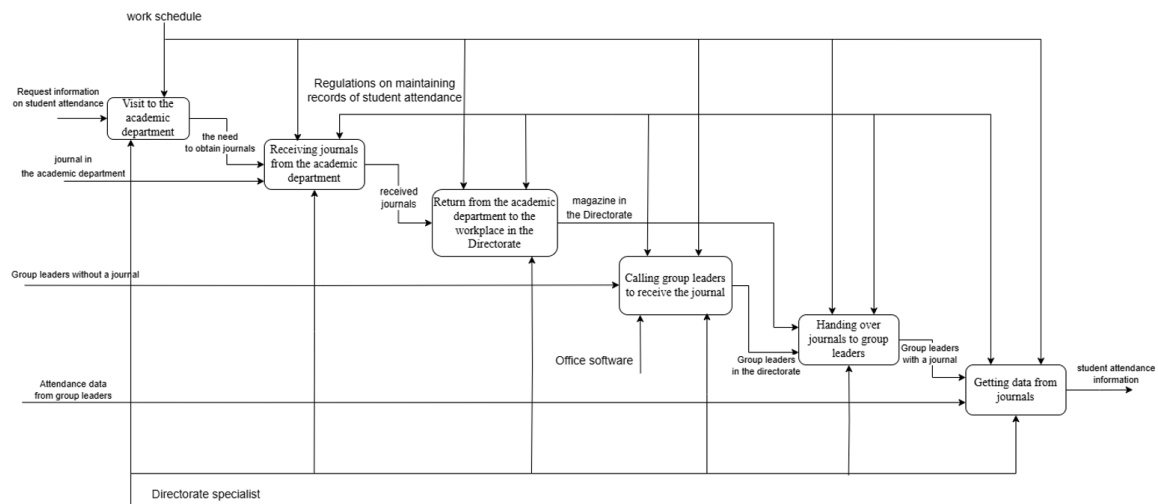 work schedule
Request information
on student attendance
Visit to the
academic
department
the need
to obtain journals
journal in
the academic department
Regulations on maintaining
records of student attendance
Receiving journals
from the academic
department
received
journals
Return from the academic
department to the
workplace in the
Directorate
magazine in
the Directorate
Group leaders without a journal
Calling group leaders
to receive the journal
Office software
Group leaders
in the directorate
Handing over
journals to group
leaders
Group leaders
with a journal
Attendance data
from group leaders
Getting data from
journals
student attendance
information
Directorate specialist